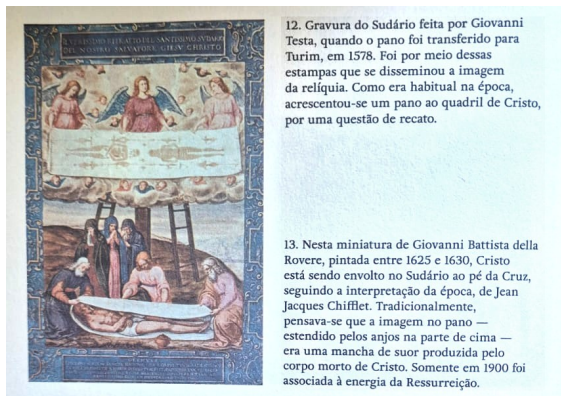 DEL NOSTRO SALVATORE GIESV CHRISTO
12. Gravura do Sudário feita por Giovanni
Testa, quando o pano foi transferido para
Turim, em 1578. Foi por meio dessas
estampas que se disseminou a imagem
da relíquia. Como era habitual na época,
acrescentou-se um pano ao quadril de Cristo,
por uma questão de recato.
13. Nesta miniatura de Giovanni Battista della
Rovere, pintada entre 1625 e 1630, Cristo
está sendo envolto no Sudário ao pé da Cruz,
seguindo a interpretação da época, de Jean
Jacques Chifflet. Tradicionalmente,
pensava-se que a imagem no pano —
estendido pelos anjos na parte de cima —
era uma mancha de suor produzida pelo
corpo morto de Cristo. Somente em 1900 foi
associada à energia da Ressurreição.